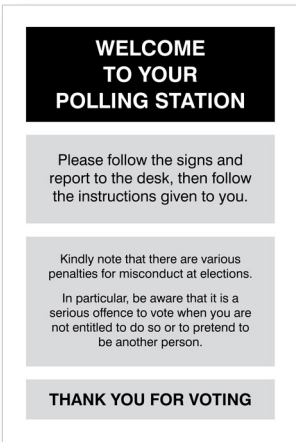 WELCOME
TO YOUR
POLLING STATION
Please follow the signs and
report to the desk, then follow
the instructions given to you.
Kindly note that there are various
penalties for misconduct at elections.
In particular, be aware that it is a
serious offence to vote when you are
not entitled to do so or to pretend to
be another person.
THANK YOU FOR VOTING